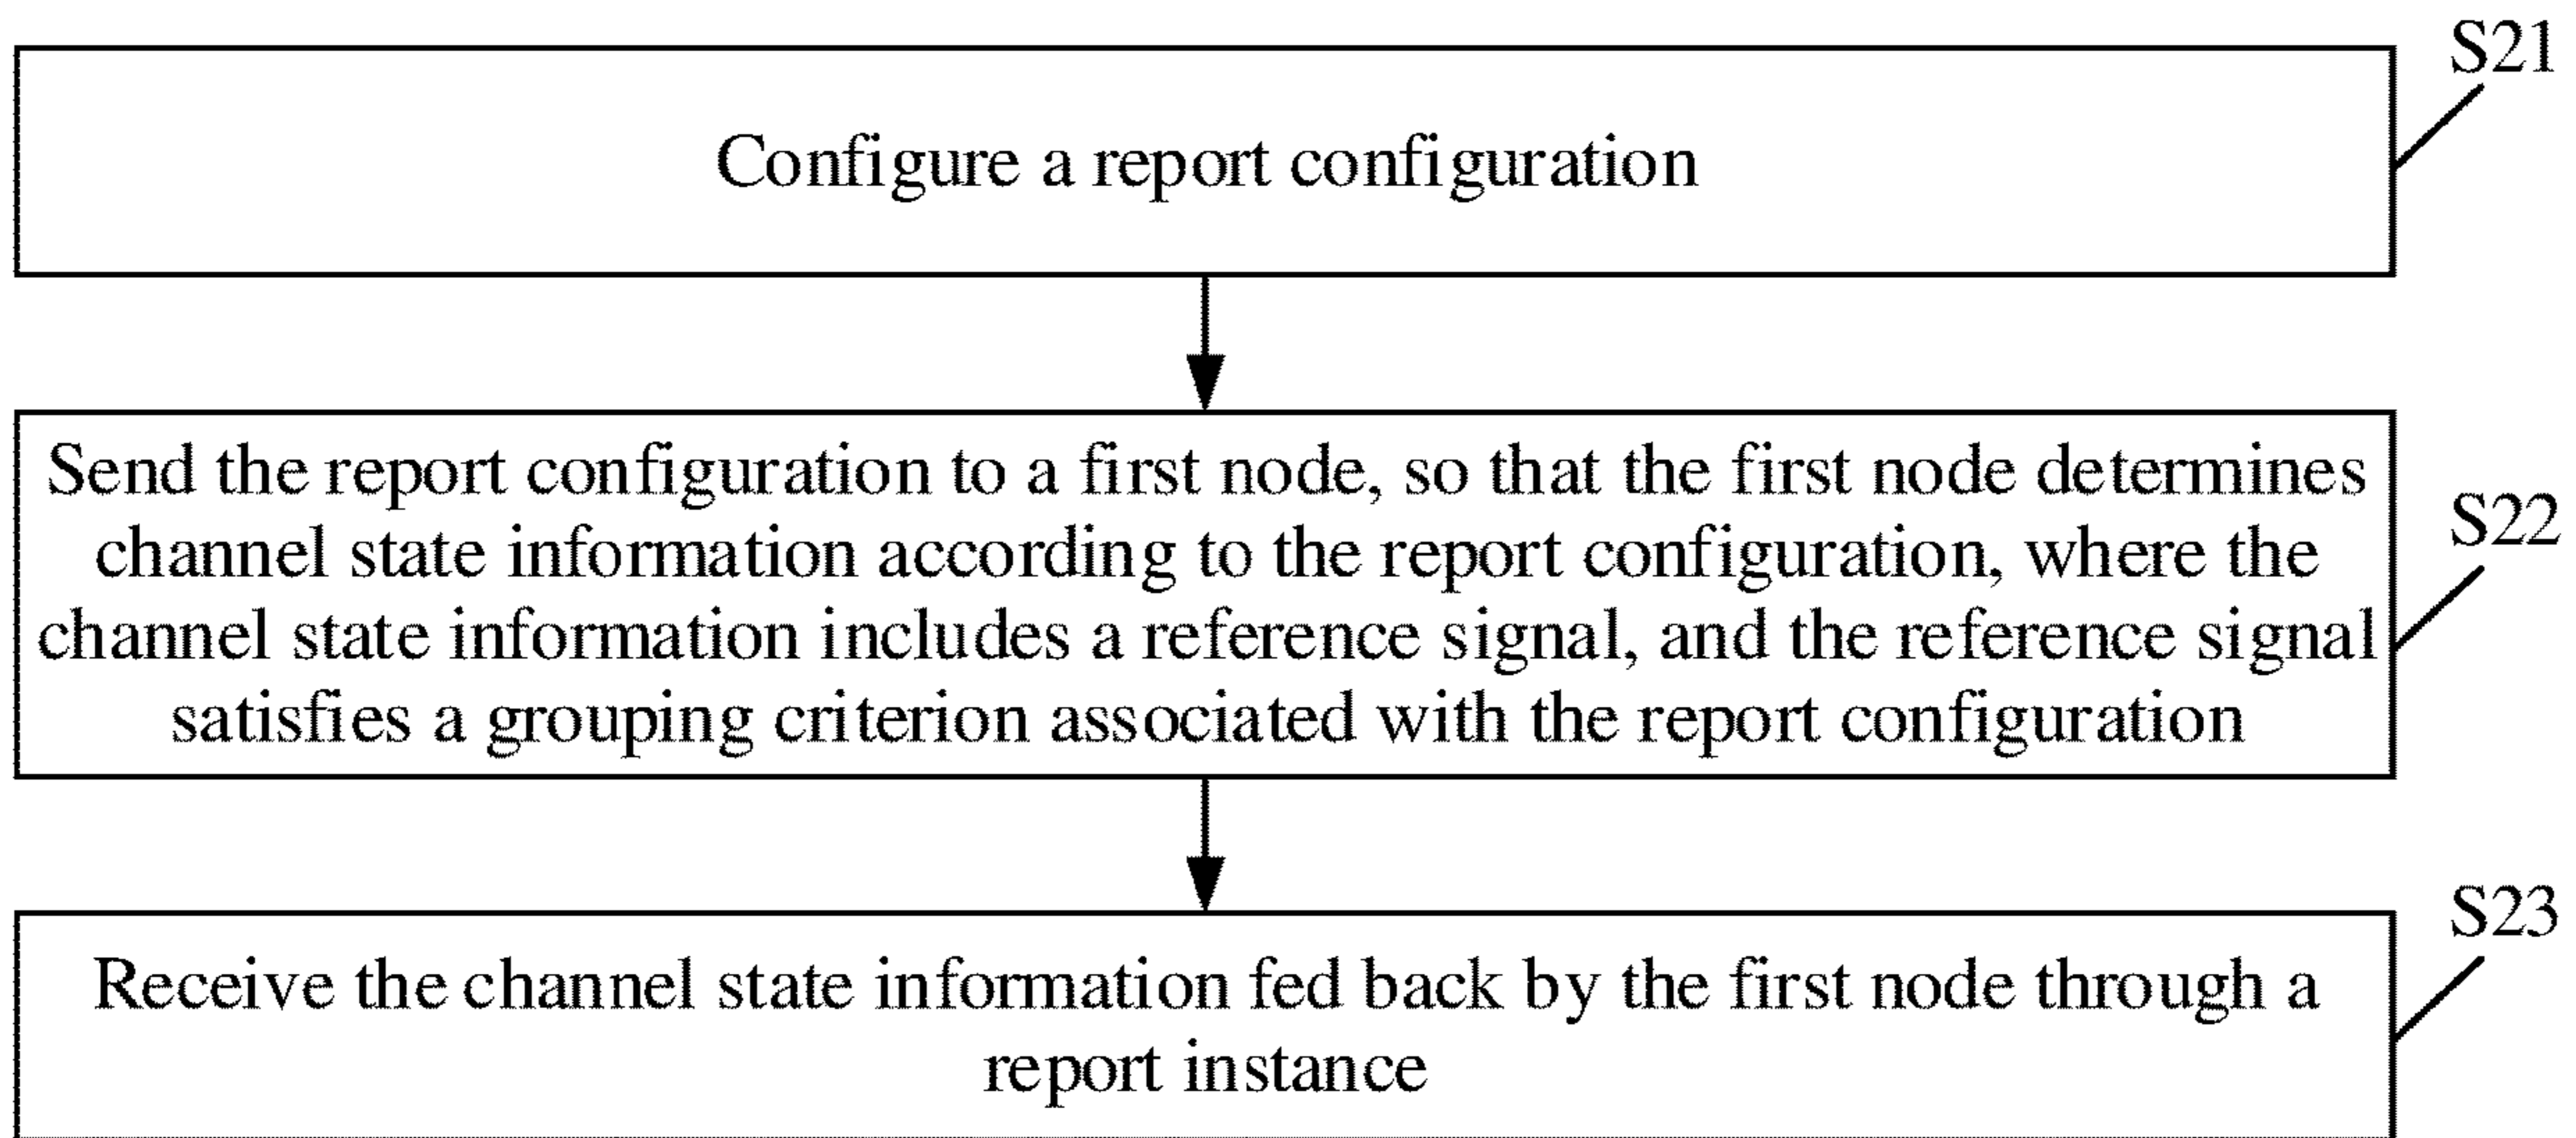 S21
Configure a report configuration
Send the report configuration to a first node, so that the first node determines
channel state information according to the report configuration, where the
channel state information includes a reference signal, and the reference signal
satisfies a grouping criterion associated with the report configuration
S22
Receive the channel state information fed back by the first node through a
report instance
S23